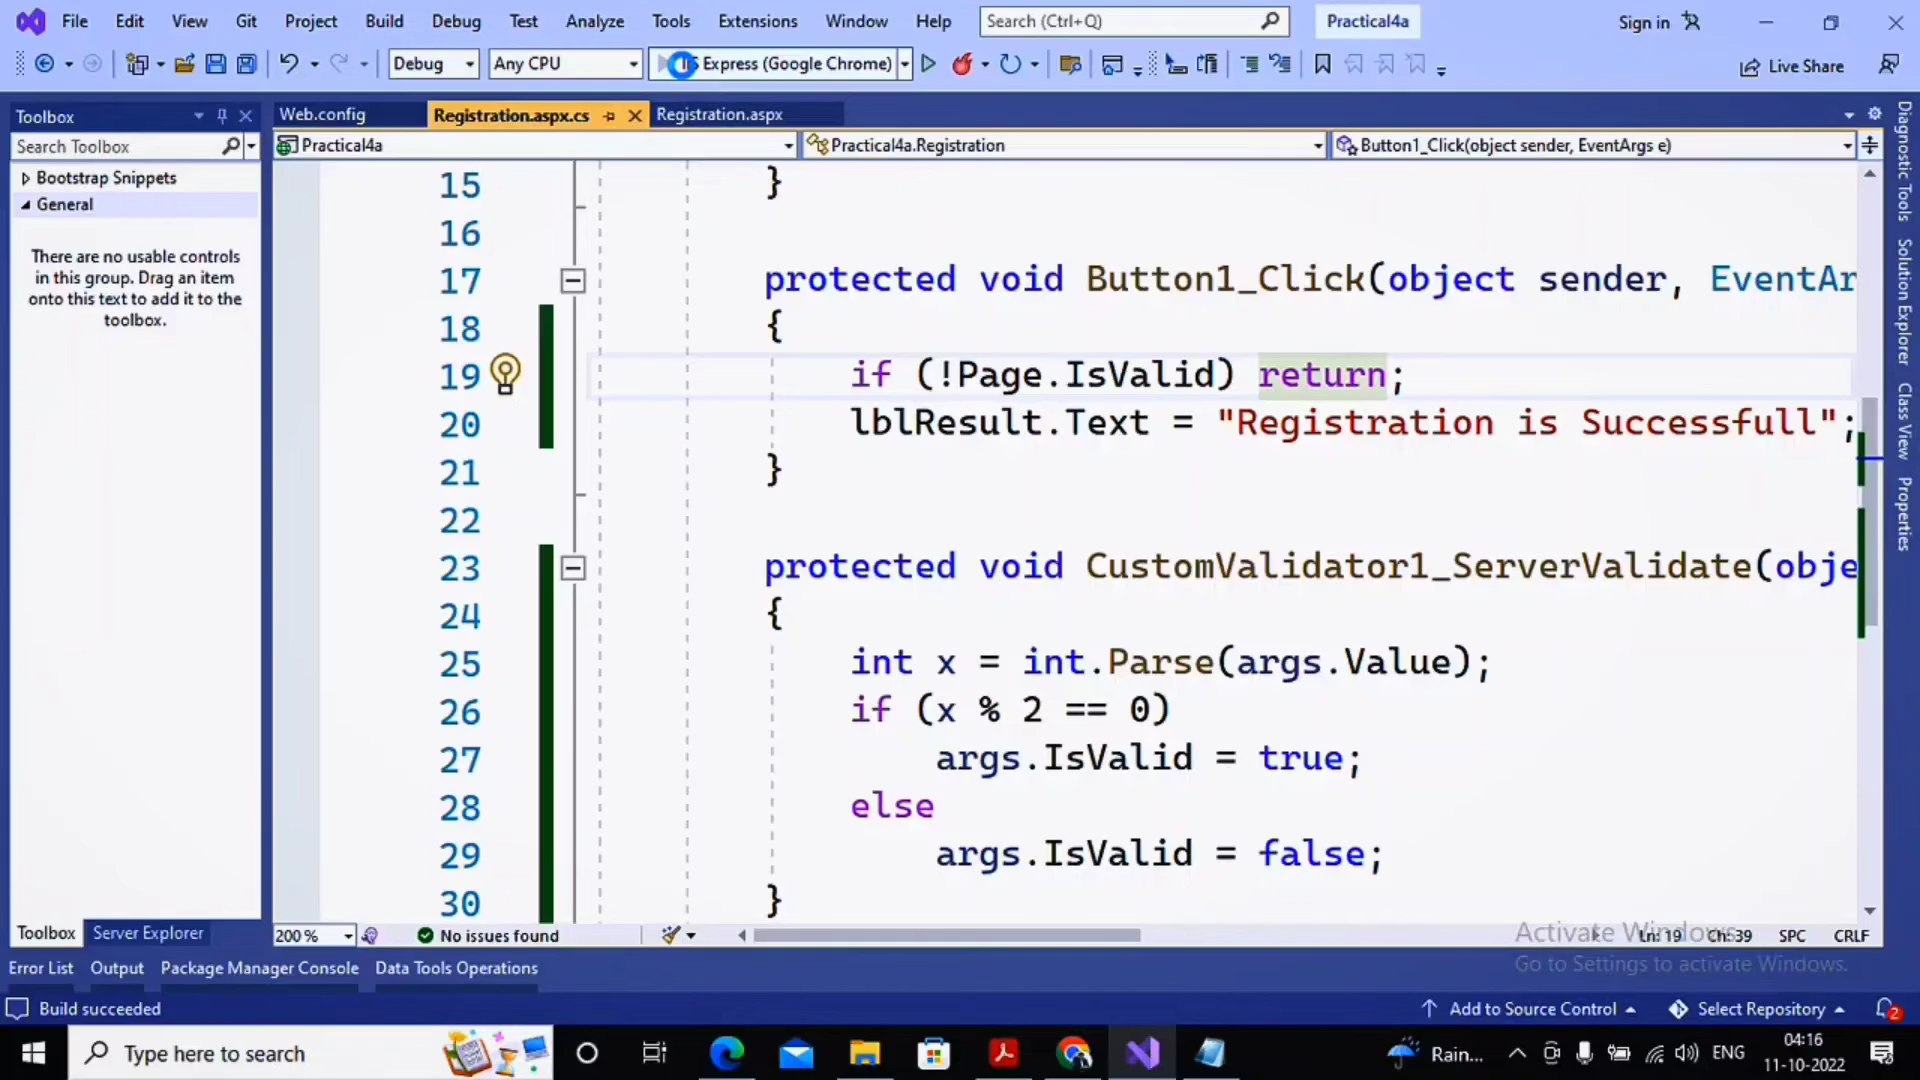 File Edit View Git Project Build Debug Test Analyze Tools Extensions Window Help Search (Ctrl+Q) Practical4a Sign in
Debug Any CPU Express (Google Chrome) Live Share
Toolbox Web.config Registration.aspx.cs Registration.aspx
Search Toolbox Practical4a Practical4a.Registration Button1_Click(object sender, EventArgs e)
Bootstrap Snippets
General
There are no usable controls
in this group. Drag an item
onto this text to add it to the
toolbox.
15 }
16
17 protected void Button1_Click(object sender, EventAr
18 {
19 if (!Page.IsValid) return;
20 lblResult.Text = "Registration is Successfull";
21 }
22
23 protected void CustomValidator1_ServerValidate(obje
24 {
25 int x = int.Parse(args.Value);
26 if (x % 2 == 0)
27 args.IsValid = true;
28 else
29 args.IsValid = false;
30 }
Diagnostic Tools
Solution Explorer
Class View
Properties
Toolbox Server Explorer 200 % No issues found Ln: 19 Ch: 39 SPC CRLF
Activate Windows
Go to Settings to activate Windows.
Error List Output Package Manager Console Data Tools Operations
Build succeeded Add to Source Control Select Repository 2
Type here to search Rain... ENG 04:16
11-10-2022